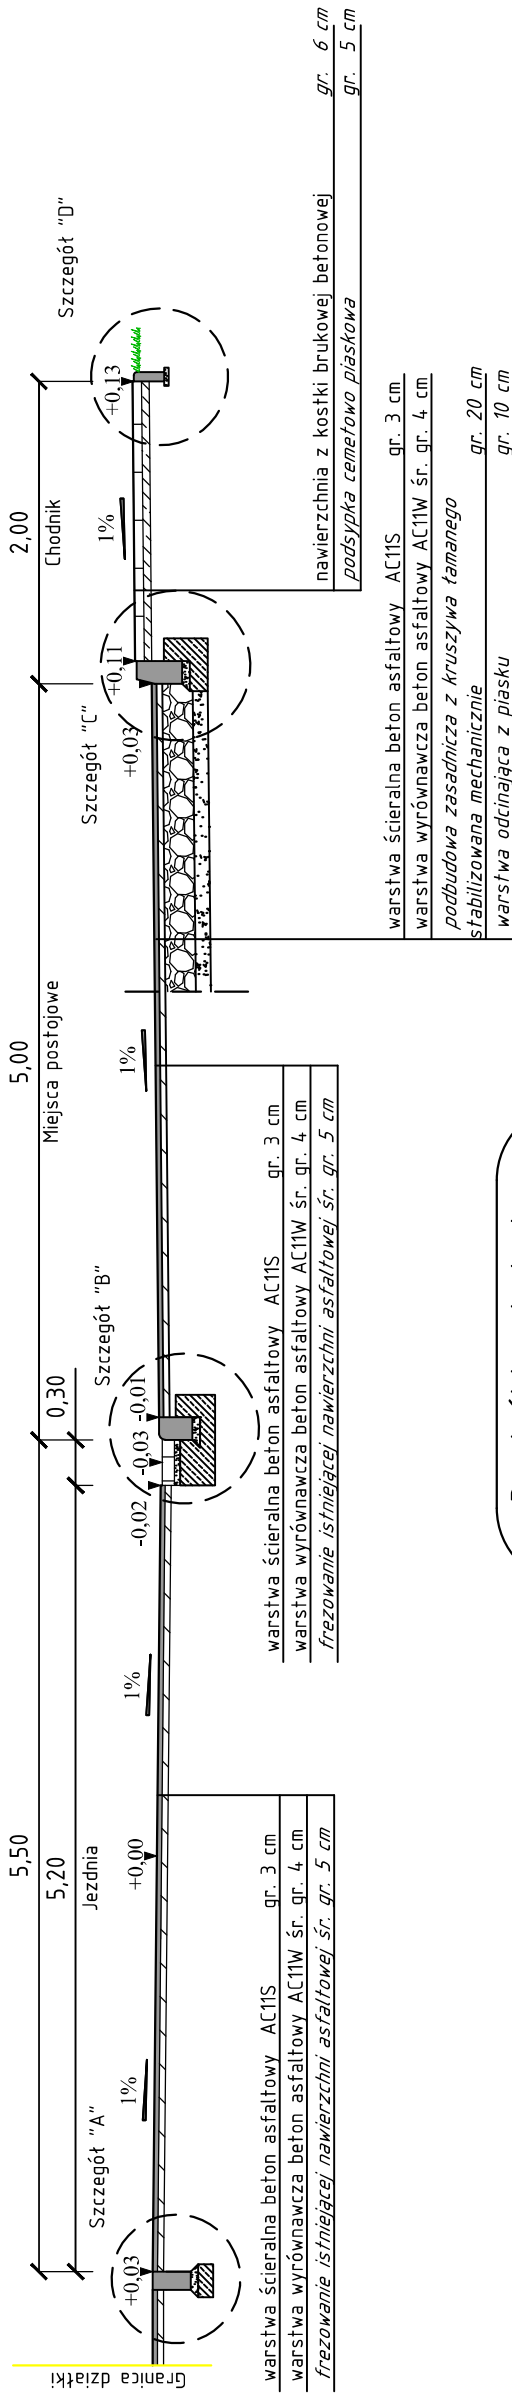 5,50
5,00
2,00
5,20
0,30
Jezdnia
Miejsca postojowe
Chodnik
Szczegół "A"
Szczegół "B"
Szczegół "C"
Szczegół "D"
Granica działki
+0,03
1%
+0,00
1%
-0,02
-0,03
-0,01
1%
+0,03
+0,11
1%
+0,13
warstwa ścieralna beton asfaltowy AC11S gr. 3 cm
warstwa wyrównawcza beton asfaltowy AC11W śr. gr. 4 cm
frezowanie istniejącej nawierzchni asfaltowej śr. gr. 5 cm
warstwa ścieralna beton asfaltowy AC11S gr. 3 cm
warstwa wyrównawcza beton asfaltowy AC11W śr. gr. 4 cm
frezowanie istniejącej nawierzchni asfaltowej śr. gr. 5 cm
warstwa ścieralna beton asfaltowy AC11S gr. 3 cm
warstwa wyrównawcza beton asfaltowy AC11W śr. gr. 4 cm
podbudowa zasadnicza z kruszywa łamanego
stabilizowana mechanicznie gr. 20 cm
warstwa odcinająca z piasku gr. 10 cm
nawierzchnia z kostki brukowej betonowej gr. 6 cm
podsypka cemetowo piaskowa gr. 5 cm